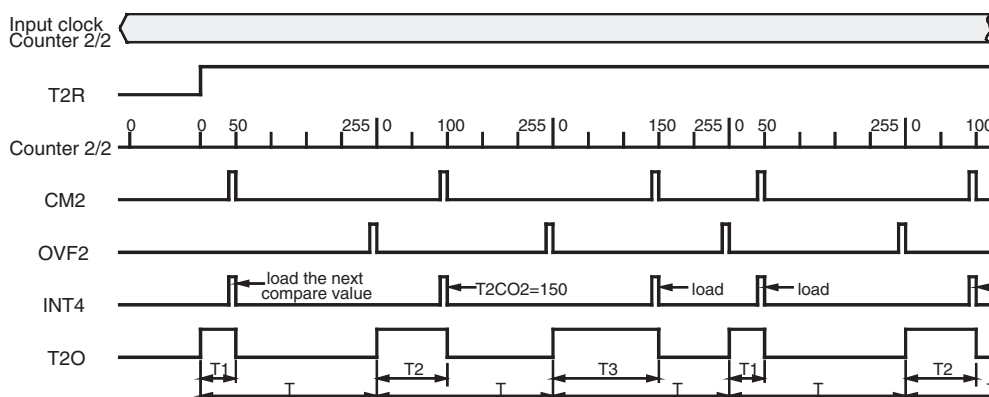 Input clock
Counter 2/2
T2R
0 0 50 255 0 100 255 0 150 255 0 50 255 0 100
Counter 2/2
CM2
OVF2
INT4
load the next
compare value
T2CO2=150
load
load
T2O
T1 T2 T3 T1 T2
T T T T T